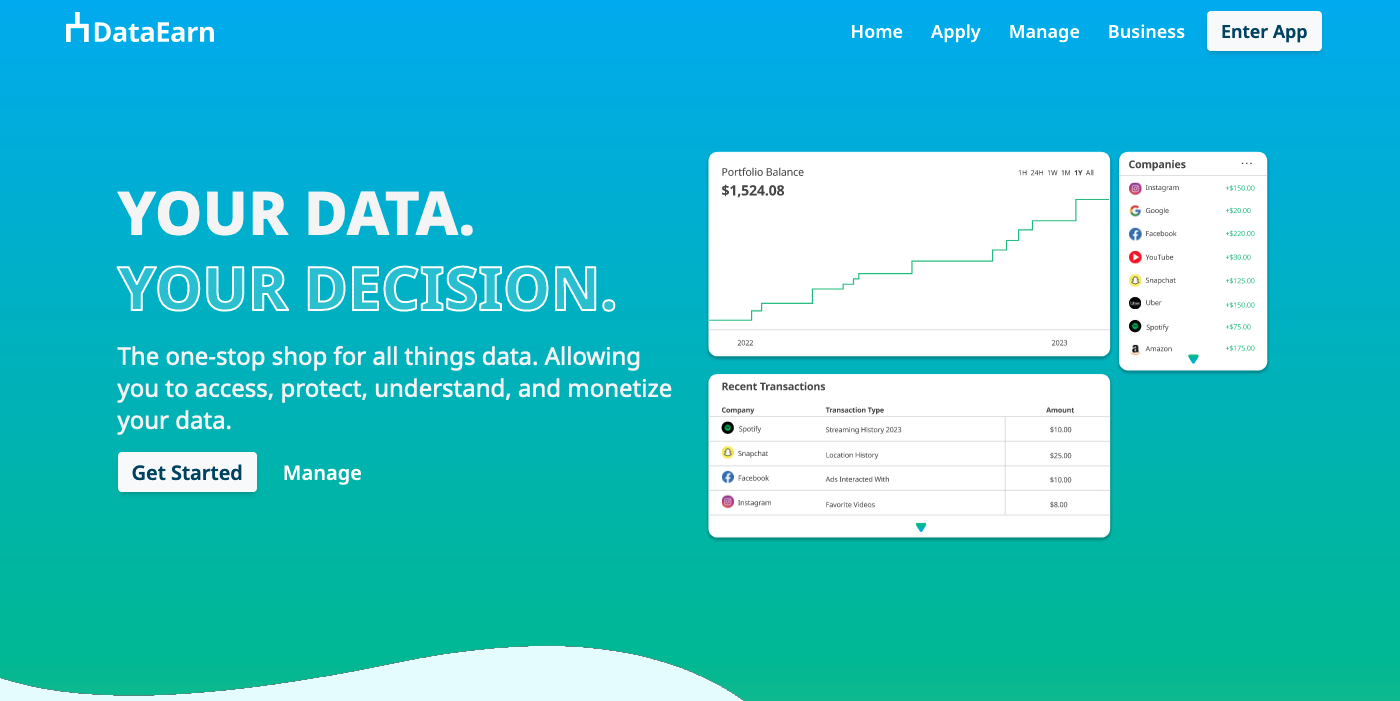 DataEarn
Home Apply Manage Business Enter App
YOUR DATA.
YOUR DECISION.
The one-stop shop for all things data. Allowing
you to access, protect, understand, and monetize
your data.
Get Started Manage
Portfolio Balance
$1,524.08
1H 24H 1W 1M 1Y All
2022 2023
Companies ...
Instagram +$150.00
Google +$20.00
Facebook +$220.00
YouTube +$30.00
Snapchat +$125.00
Uber +$150.00
Spotify +$75.00
Amazon +$175.00
Recent Transactions
Company Transaction Type Amount
Spotify Streaming History 2023 $10.00
Snapchat Location History $25.00
Facebook Ads Interacted With $10.00
Instagram Favorite Videos $8.00